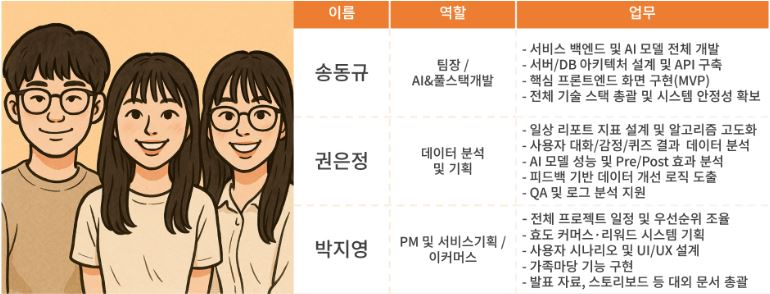 이름 역할 업무
송동규
팀장 /
AI&풀스택개발
- 서비스 백엔드 및 AI 모델 전체 개발
- 서버/DB 아키텍처 설계 및 API 구축
- 핵심 프론트엔드 화면 구현(MVP)
- 전체 기술 스택 총괄 및 시스템 안정성 확보
권은정
데이터 분석
및 기획
- 일상 리포트 지표 설계 및 알고리즘 고도화
- 사용자 대화/감정/퀴즈 결과 데이터 분석
- AI 모델 성능 및 Pre/Post 효과 분석
- 피드백 기반 데이터 개선 로직 도출
- QA 및 로그 분석 지원
박지영
PM 및 서비스기획 /
이커머스
- 전체 프로젝트 일정 및 우선순위 조율
- 효도 커머스·리워드 시스템 기획
- 사용자 시나리오 및 UI/UX 설계
- 가족마당 기능 구현
- 발표 자료, 스토리보드 등 대외 문서 총괄